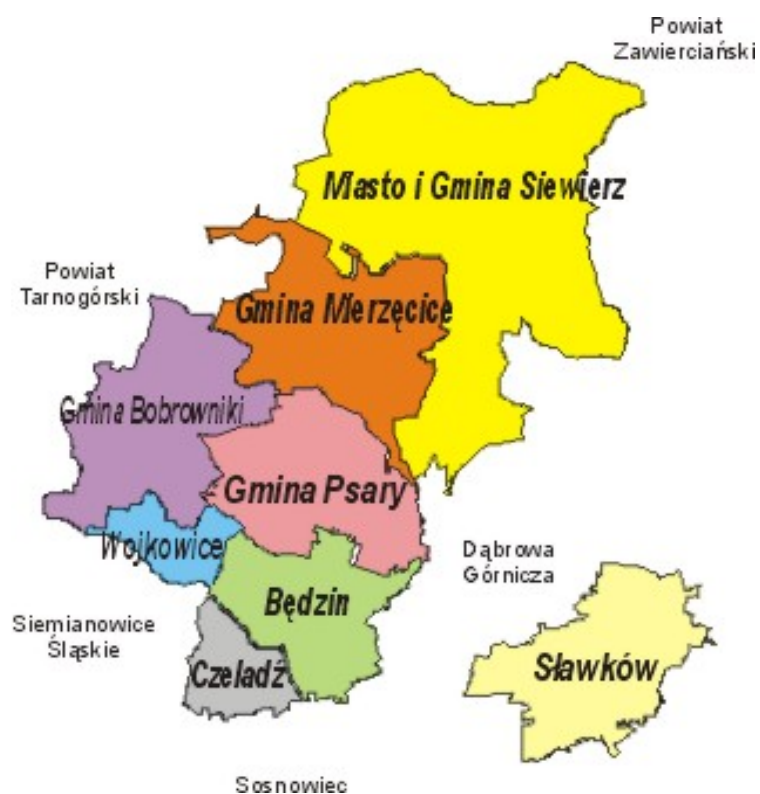 Powiat
Zawierciański
Miasto i Gmina Siewierz
Powiat
Tarnogórski
Gmina Mierzęcice
Gmina Bobrowniki
Gmina Psary
Wojkowice
Dąbrowa
Górnicza
Będzin
Siemianowice
Śląskie
Czeladź
Sławków
Sosnowiec